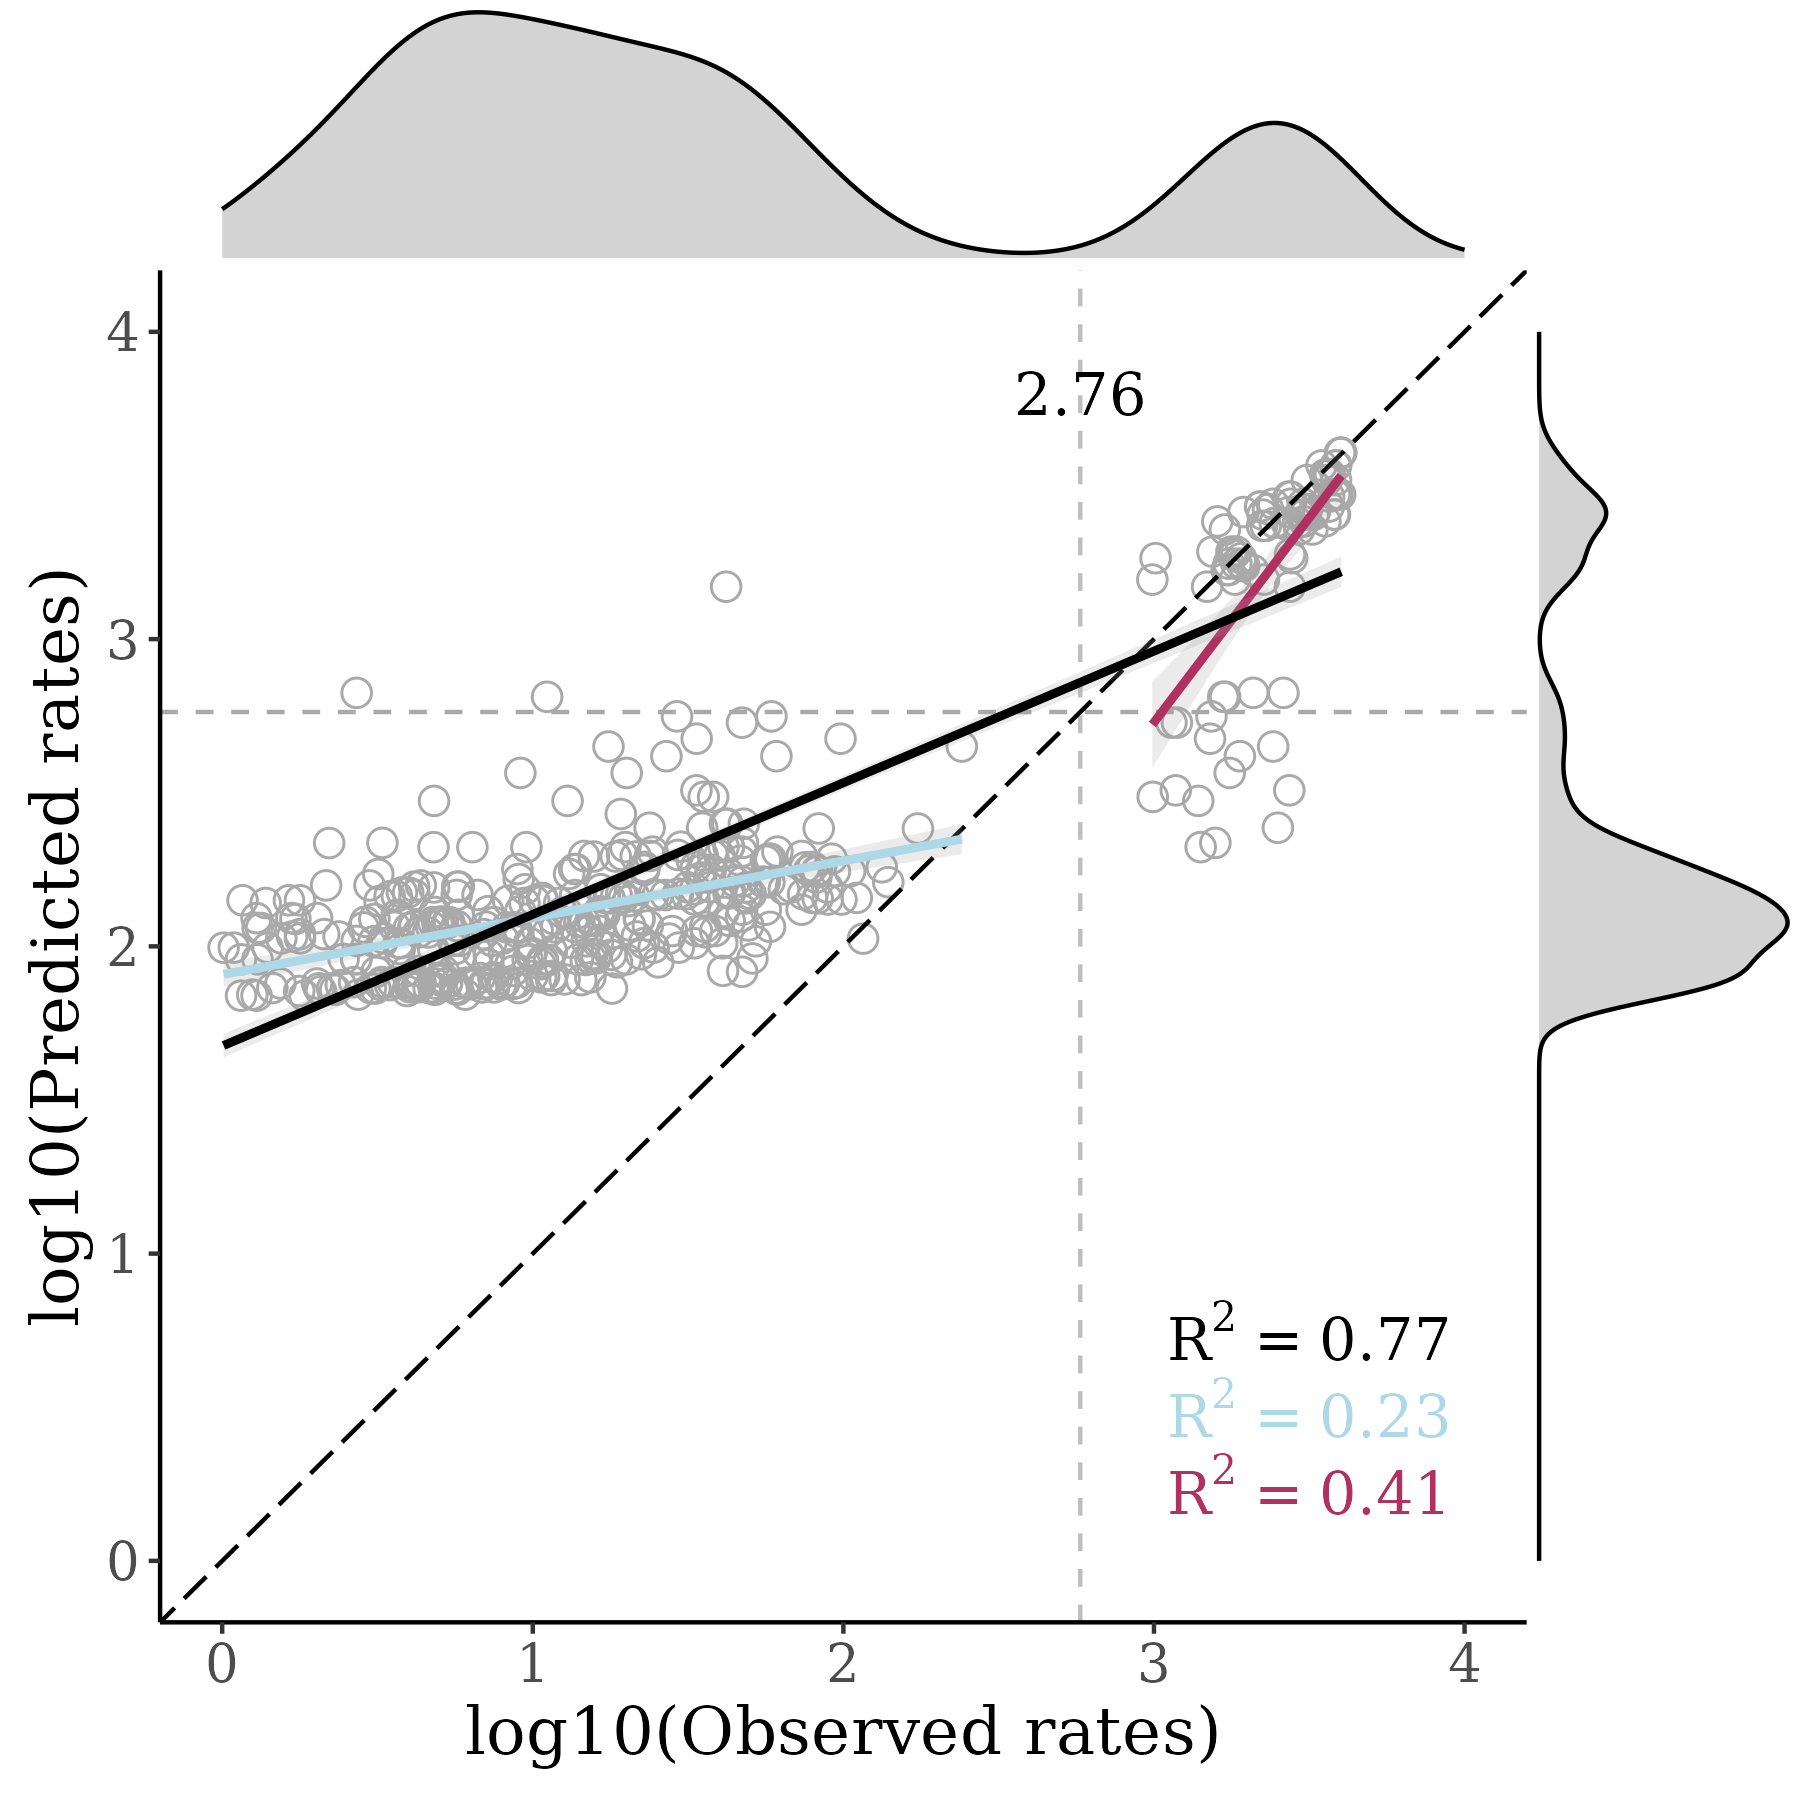 4
2.76
3
2
1
0
log10(Predicted rates)
R² = 0.77
R² = 0.23
R² = 0.41
0 1 2 3 4
log10(Observed rates)